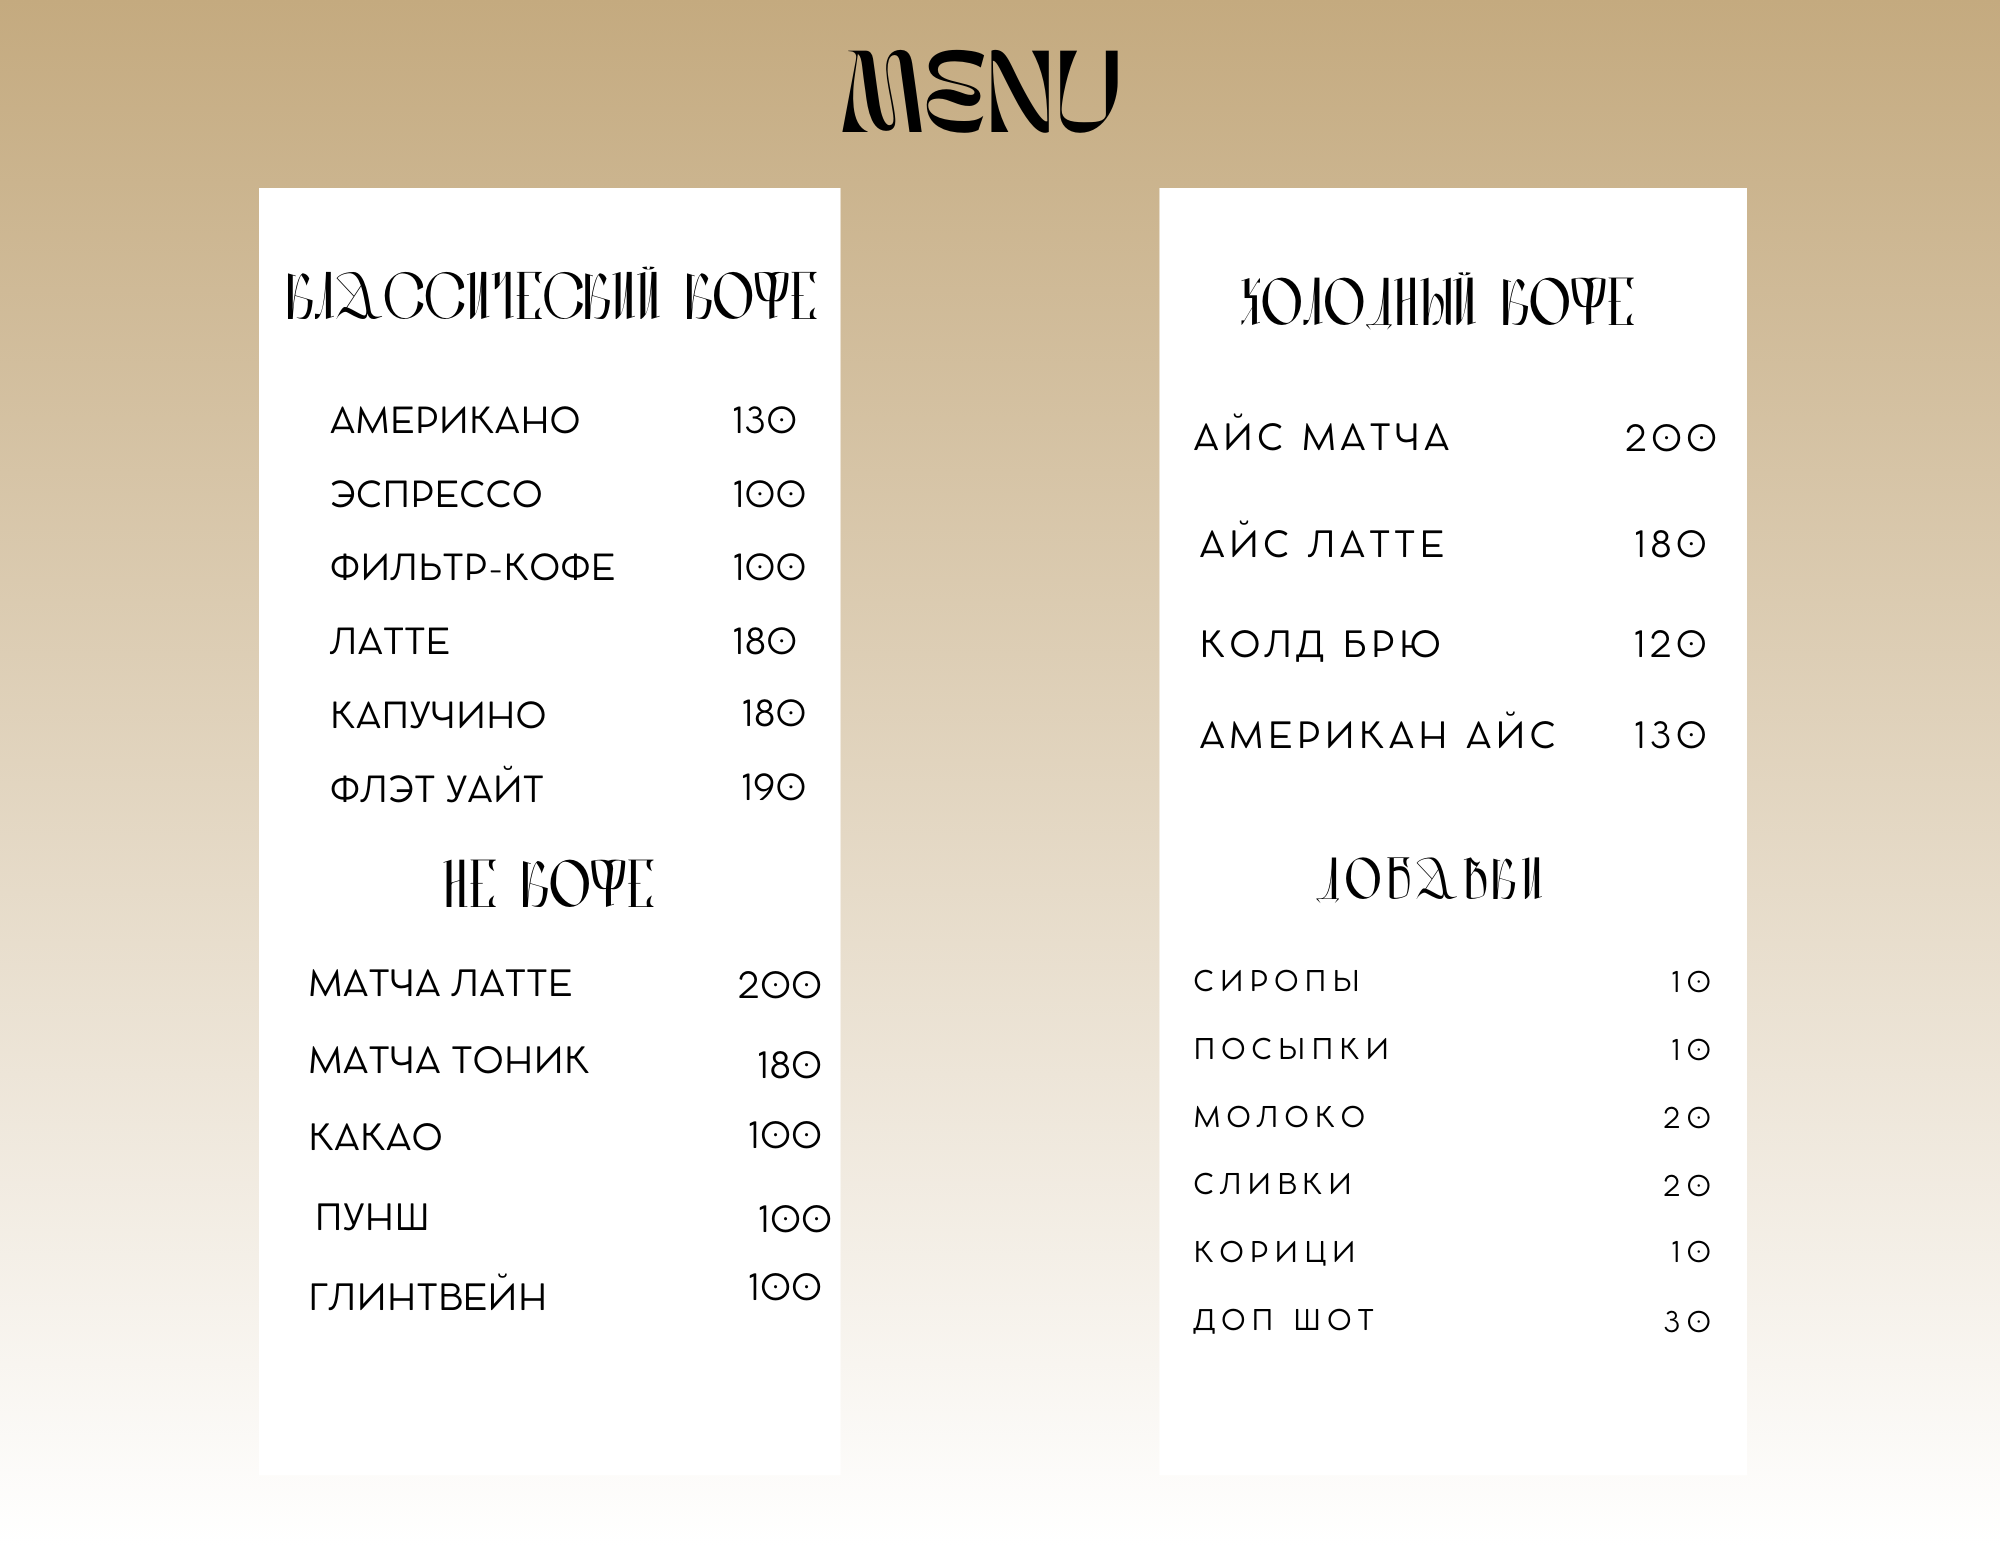 MENU
КЛАССИЧЕСКИЙ КОФЕ
АМЕРИКАНО 130
ЭСПРЕССО 100
ФИЛЬТР-КОФЕ 100
ЛАТТЕ 180
КАПУЧИНО 180
ФЛЭТ УАЙТ 190
НЕ КОФЕ
МАТЧА ЛАТТЕ 200
МАТЧА ТОНИК 180
КАКАО 100
ПУНШ 100
ГЛИНТВЕЙН 100
ХОЛОДНЫЙ КОФЕ
АЙС МАТЧА 200
АЙС ЛАТТЕ 180
КОЛД БРЮ 120
АМЕРИКАН АЙС 130
ДОБАВКИ
СИРОПЫ 10
ПОСЫПКИ 10
МОЛОКО 20
СЛИВКИ 20
КОРИЦИ 10
ДОП ШОТ 30